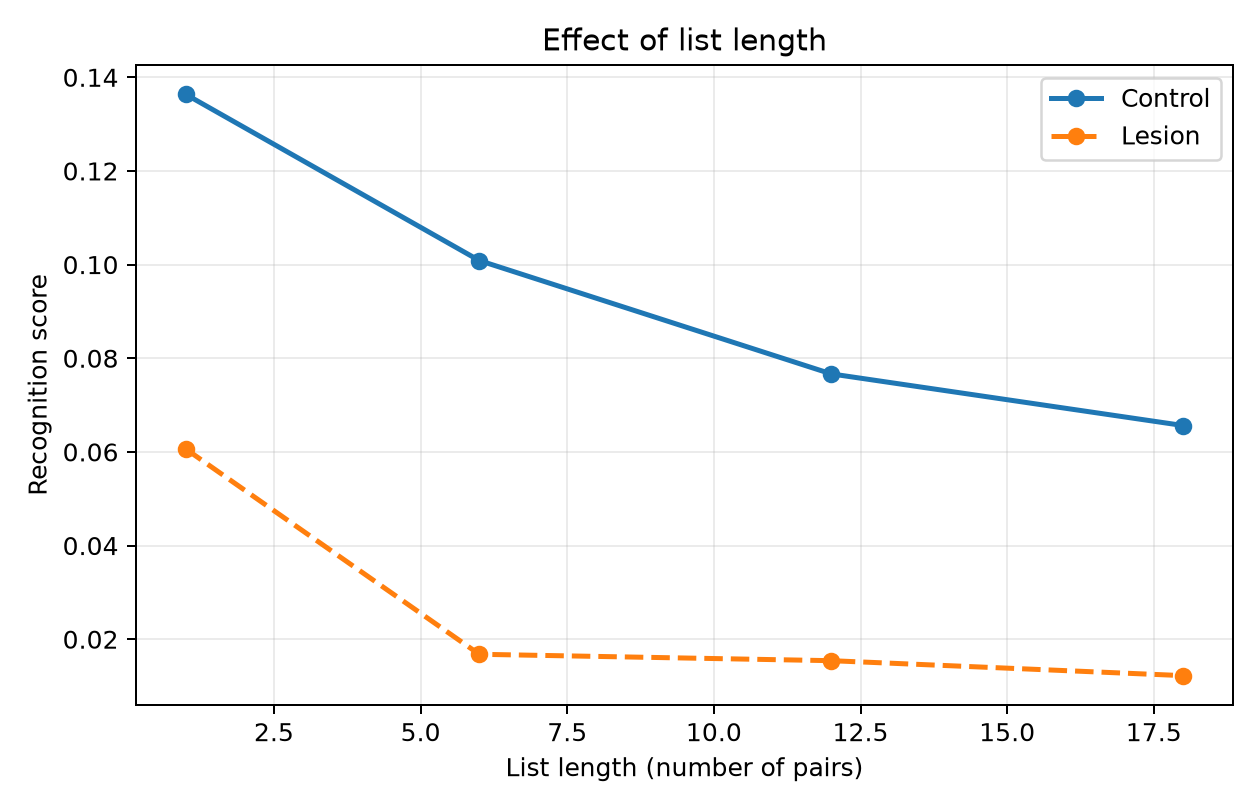 Effect of list length
Control
Lesion
Recognition score
0.14
0.12
0.10
0.08
0.06
0.04
0.02
2.5 5.0 7.5 10.0 12.5 15.0 17.5
List length (number of pairs)